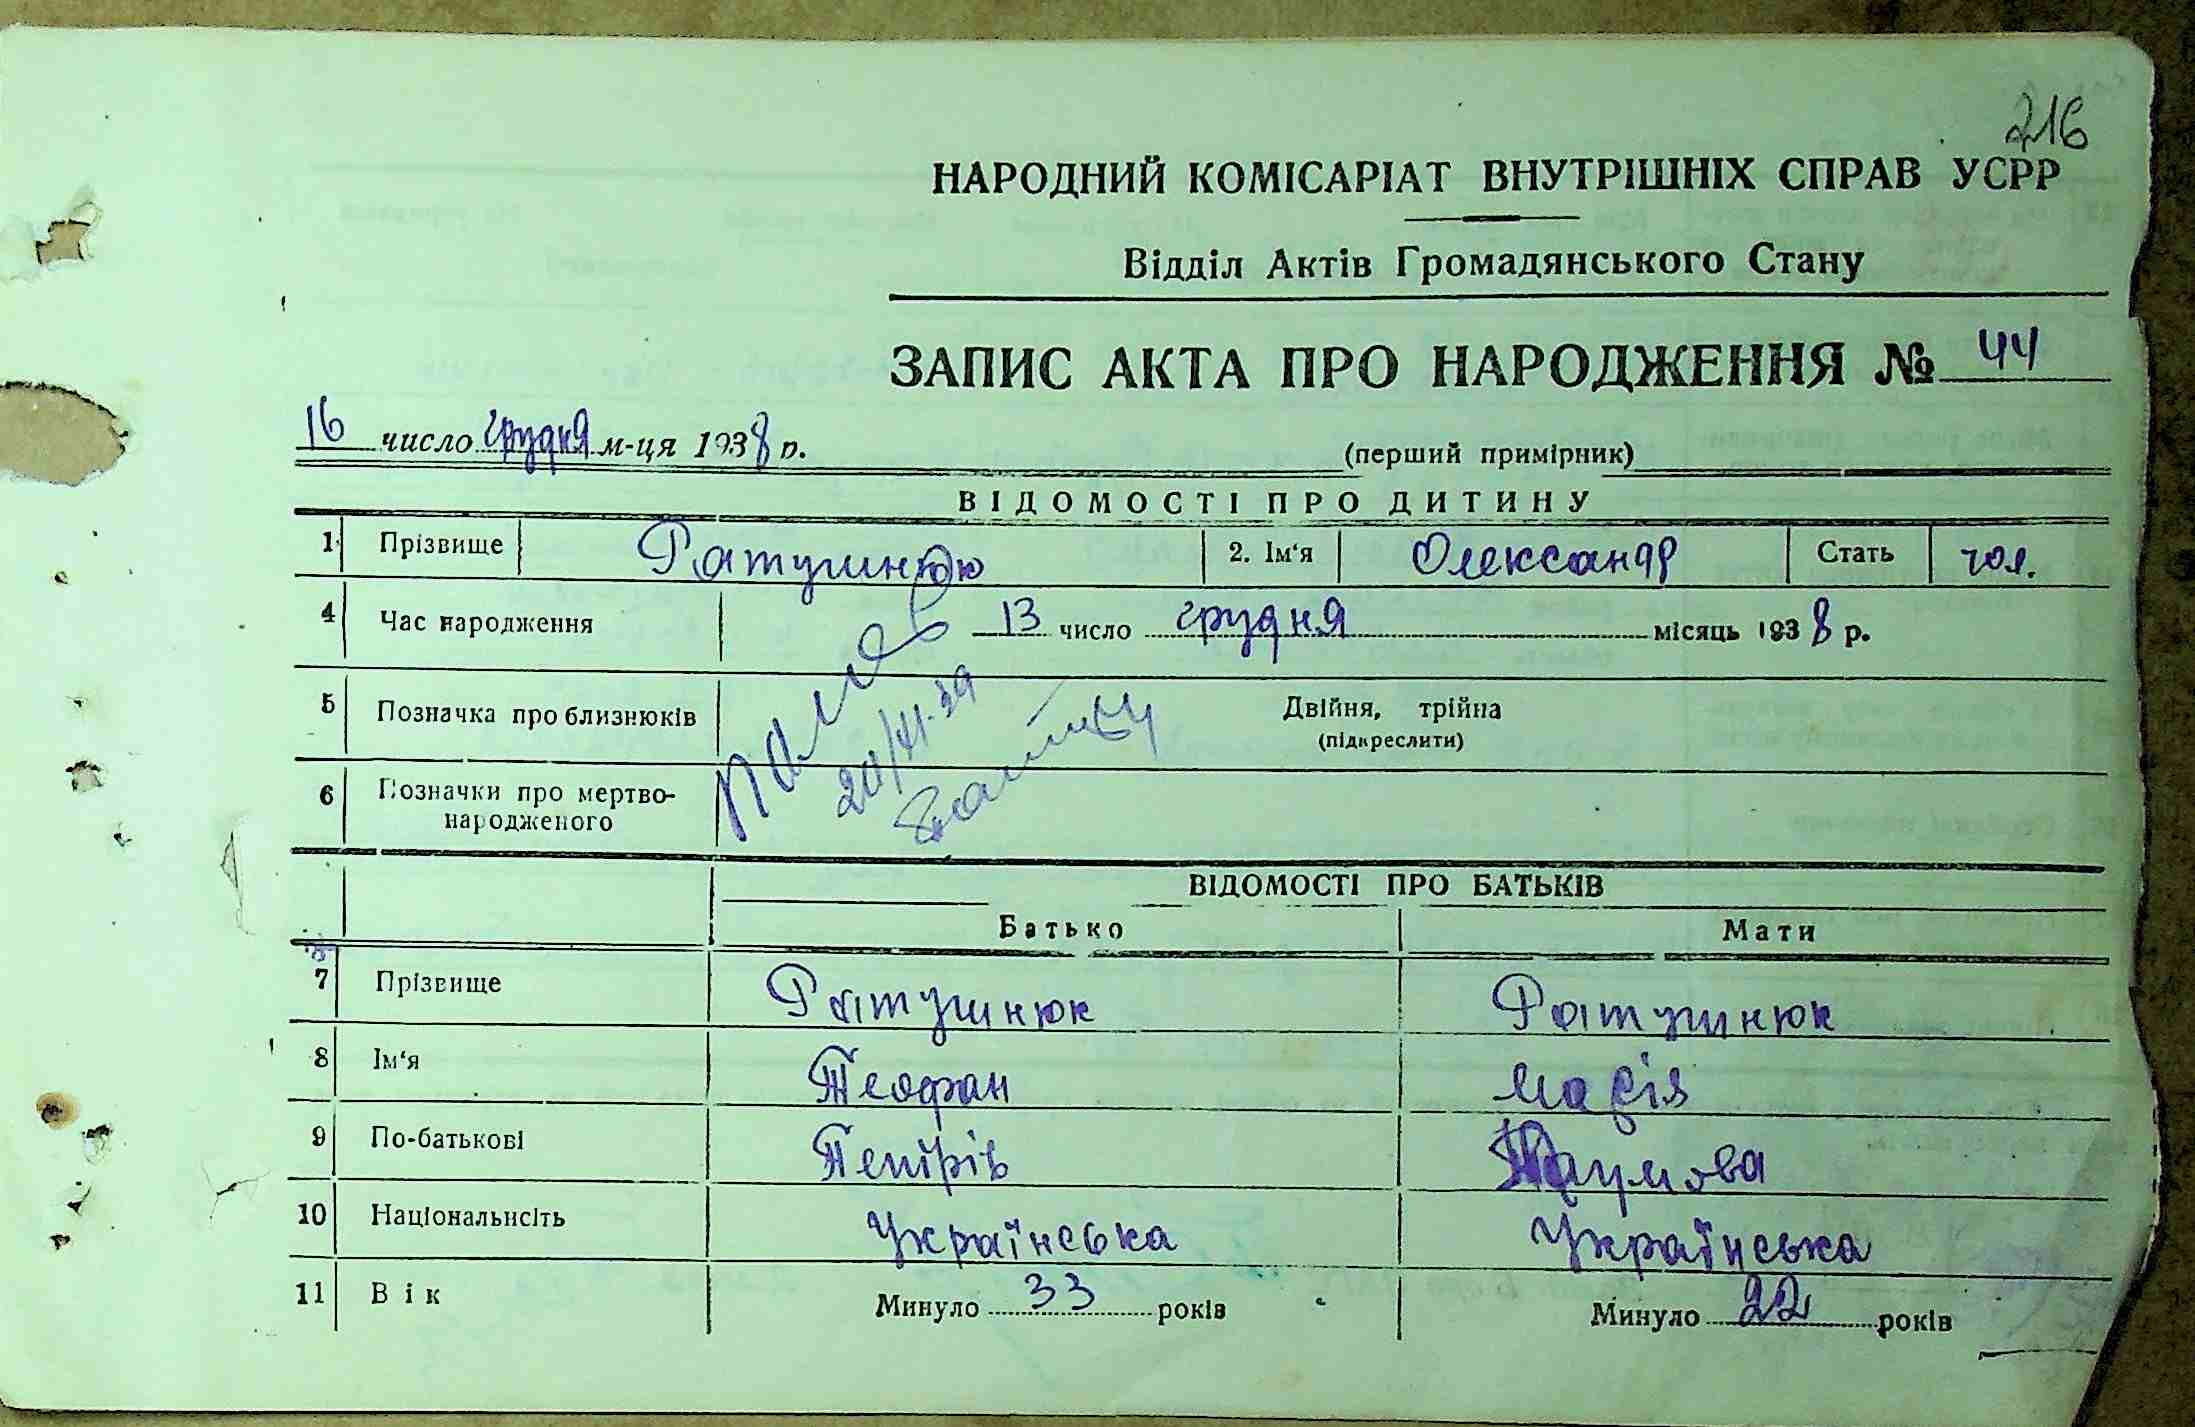 216
НАРОДНИЙ КОМІСАРІАТ ВНУТРІШНІХ СПРАВ УСРР
Відділ Актів Громадянського Стану
ЗАПИС АКТА ПРО НАРОДЖЕННЯ № 44
16 число грудня м-ця 1938 р.
(перший примірник)
ВІДОМОСТІ ПРО ДИТИНУ
1 Прізвище Ратушнюк 2. Ім'я Олександр Стать чол.
4 Час народження 13 число грудня місяць 1938 р.
5 Позначка про близнюків Двійня, трійна
(підкреслити)
6 Позначки про мертво-
народженого
ВІДОМОСТІ ПРО БАТЬКІВ
Батько Мати
7 Прізвище Ратушнюк Ратушнюк
8 Ім'я Теофан Марія
9 По-батькові Петрів Наумова
10 Національність Українська Українська
11 Вік Минуло 33 років Минуло 22 років